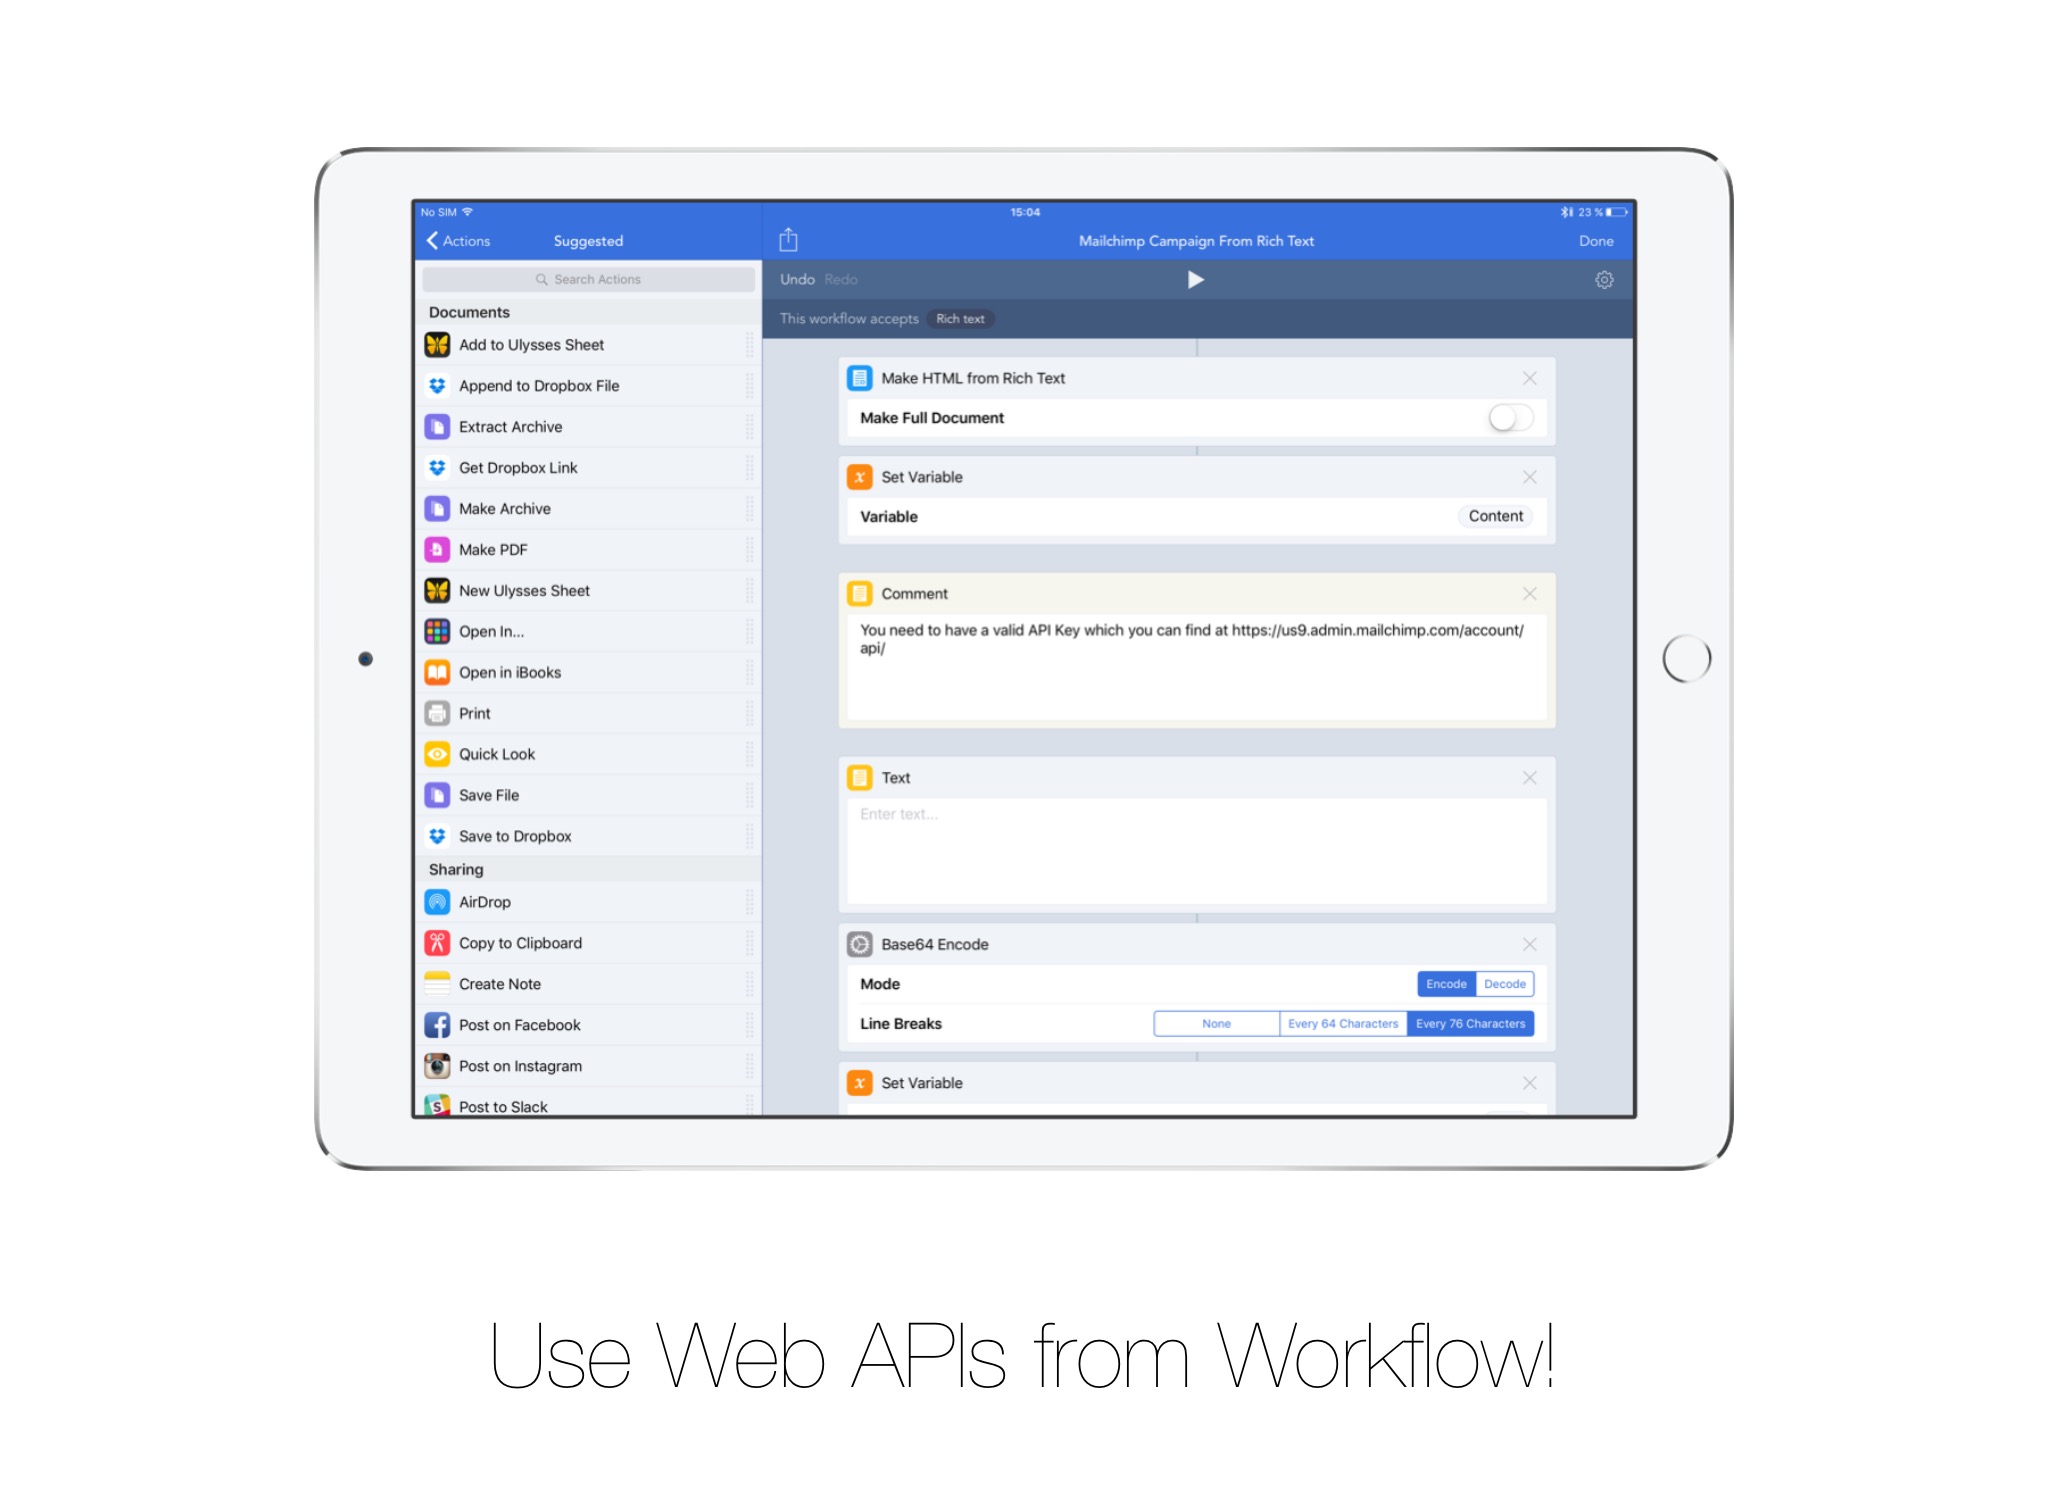 No SIM
15:04
23 %
Actions
Suggested
Mailchimp Campaign From Rich Text
Done
Search Actions
Undo Redo
This workflow accepts Rich text
Documents
Add to Ulysses Sheet
Append to Dropbox File
Extract Archive
Get Dropbox Link
Make Archive
Make PDF
New Ulysses Sheet
Open In...
Open in iBooks
Print
Quick Look
Save File
Save to Dropbox
Sharing
AirDrop
Copy to Clipboard
Create Note
Post on Facebook
Post on Instagram
Post to Slack
Make HTML from Rich Text
Make Full Document
Set Variable
Variable
Content
Comment
You need to have a valid API Key which you can find at https://us9.admin.mailchimp.com/account/
api/
Text
Enter text...
Base64 Encode
Mode
Encode Decode
Line Breaks
None Every 64 Characters Every 76 Characters
Set Variable
Use Web APIs from Workflow!